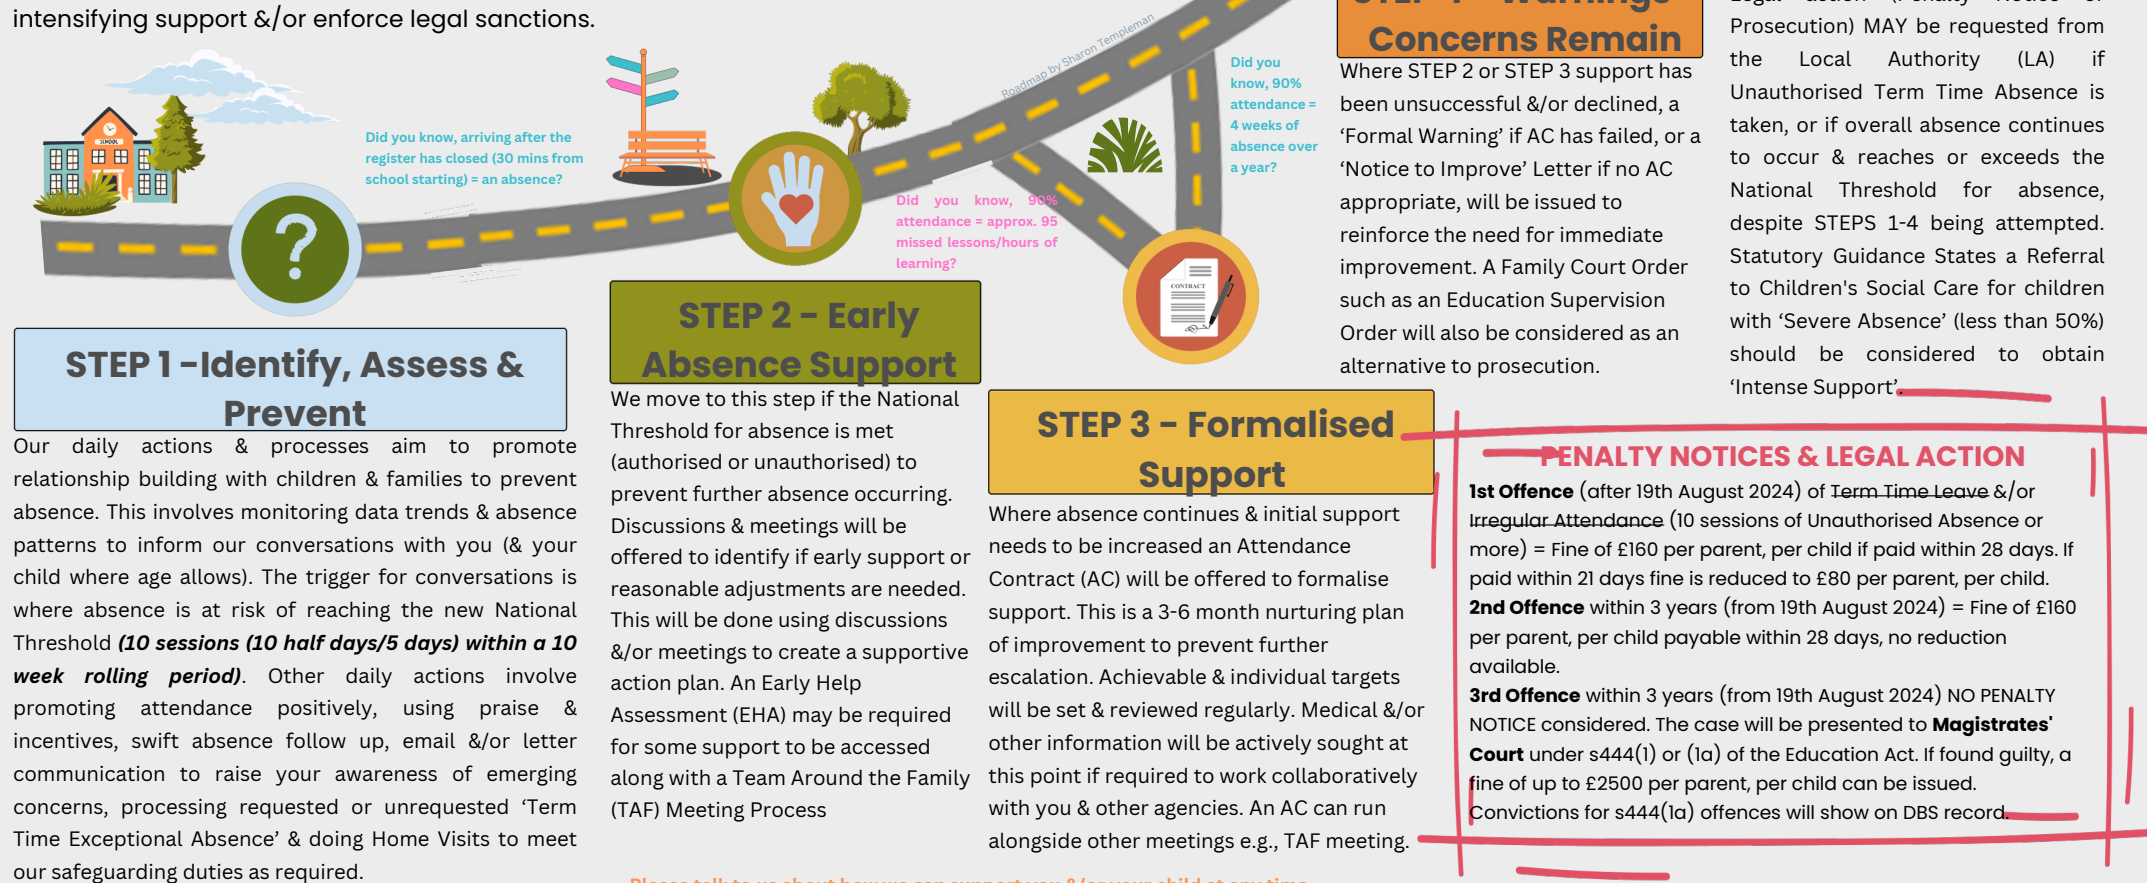 intensifying support &/or enforce legal sanctions.
SCHOOL
Did you know, arriving after the
register has closed (30 mins from
school starting) = an absence?
Roadmap by Sharon Templeman
Did you know, 90%
attendance = approx. 95
missed lessons/hours of
learning?
Did you
know, 90%
attendance =
4 weeks of
absence over
a year?
CONTRACT
STEP 1 -Identify, Assess &
Prevent
Our daily actions & processes aim to promote
relationship building with children & families to prevent
absence. This involves monitoring data trends & absence
patterns to inform our conversations with you (& your
child where age allows). The trigger for conversations is
where absence is at risk of reaching the new National
Threshold (10 sessions (10 half days/5 days) within a 10
week rolling period). Other daily actions involve
promoting attendance positively, using praise &
incentives, swift absence follow up, email &/or letter
communication to raise your awareness of emerging
concerns, processing requested or unrequested ‘Term
Time Exceptional Absence’ & doing Home Visits to meet
our safeguarding duties as required.
STEP 2 - Early
Absence Support
We move to this step if the National
Threshold for absence is met
(authorised or unauthorised) to
prevent further absence occurring.
Discussions & meetings will be
offered to identify if early support or
reasonable adjustments are needed.
This will be done using discussions
&/or meetings to create a supportive
action plan. An Early Help
Assessment (EHA) may be required
for some support to be accessed
along with a Team Around the Family
(TAF) Meeting Process
STEP 3 - Formalised
Support
Where absence continues & initial support
needs to be increased an Attendance
Contract (AC) will be offered to formalise
support. This is a 3-6 month nurturing plan
of improvement to prevent further
escalation. Achievable & individual targets
will be set & reviewed regularly. Medical &/or
other information will be actively sought at
this point if required to work collaboratively
with you & other agencies. An AC can run
alongside other meetings e.g., TAF meeting.
STEP 4 - Warnings
Concerns Remain
Where STEP 2 or STEP 3 support has
been unsuccessful &/or declined, a
‘Formal Warning’ if AC has failed, or a
‘Notice to Improve’ Letter if no AC
appropriate, will be issued to
reinforce the need for immediate
improvement. A Family Court Order
such as an Education Supervision
Order will also be considered as an
alternative to prosecution.
Legal action (Penalty Notice or
Prosecution) MAY be requested from
the Local Authority (LA) if
Unauthorised Term Time Absence is
taken, or if overall absence continues
to occur & reaches or exceeds the
National Threshold for absence,
despite STEPS 1-4 being attempted.
Statutory Guidance States a Referral
to Children's Social Care for children
with ‘Severe Absence’ (less than 50%)
should be considered to obtain
‘Intense Support’.
PENALTY NOTICES & LEGAL ACTION
1st Offence (after 19th August 2024) of Term Time Leave &/or
Irregular Attendance (10 sessions of Unauthorised Absence or
more) = Fine of £160 per parent, per child if paid within 28 days. If
paid within 21 days fine is reduced to £80 per parent, per child.
2nd Offence within 3 years (from 19th August 2024) = Fine of £160
per parent, per child payable within 28 days, no reduction
available.
3rd Offence within 3 years (from 19th August 2024) NO PENALTY
NOTICE considered. The case will be presented to Magistrates'
Court under s444(1) or (1a) of the Education Act. If found guilty, a
fine of up to £2500 per parent, per child can be issued.
Convictions for s444(1a) offences will show on DBS record.
Please talk to us about how we can support you &/or your child at any time